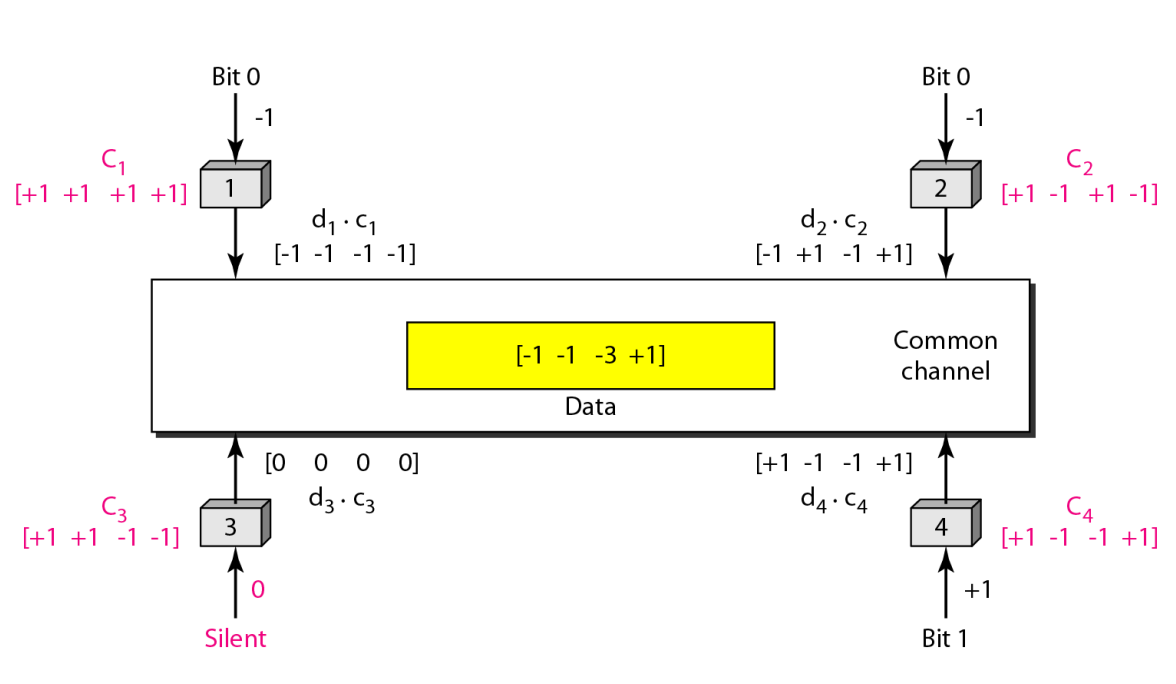 Bit 0
Bit 0
-1
-1
C1
[+1 +1 +1 +1]
1
2
C2
[+1 -1 +1 -1]
d1 . c1
[-1 -1 -1 -1]
d2 . c2
[-1 +1 -1 +1]
[-1 -1 -3 +1]
Data
Common
channel
[0 0 0 0]
d3 . c3
[+1 -1 -1 +1]
d4 . c4
C3
[+1 +1 -1 -1]
3
4
C4
[+1 -1 -1 +1]
0
+1
Silent
Bit 1